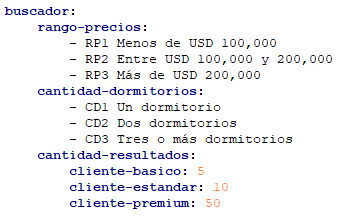 buscador:
    rango-precios:
        - RP1 Menos de USD 100,000
        - RP2 Entre USD 100,000 y 200,000
        - RP3 Más de USD 200,000
    cantidad-dormitorios:
        - CD1 Un dormitorio
        - CD2 Dos dormitorios
        - CD3 Tres o más dormitorios
    cantidad-resultados:
        cliente-basico: 5
        cliente-estandar: 10
        cliente-premium: 50